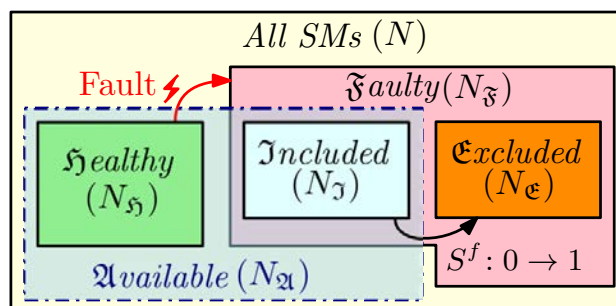 All SMs (N)
Fault
𝔉aulty(N_𝔉)
ℌealthy
(N_ℌ)
ℑncluded
(N_ℑ)
𝔈xcluded
(N_𝔈)
𝔄vailable (N_𝔄)
S^f: 0 → 1